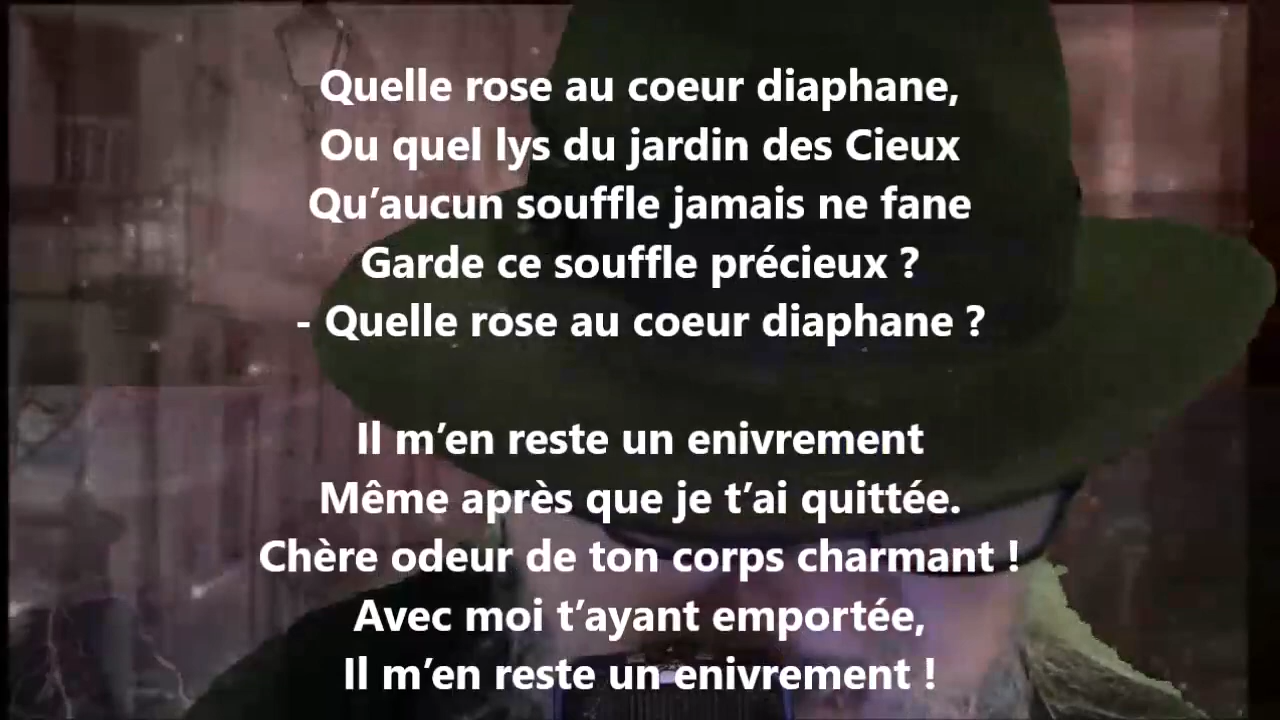 Quelle rose au coeur diaphane,
Ou quel lys du jardin des Cieux
Qu’aucun souffle jamais ne fane
Garde ce souffle précieux ?
- Quelle rose au coeur diaphane ?
Il m’en reste un enivrement
Même après que je t’ai quittée.
Chère odeur de ton corps charmant !
Avec moi t’ayant emportée,
Il m’en reste un enivrement !